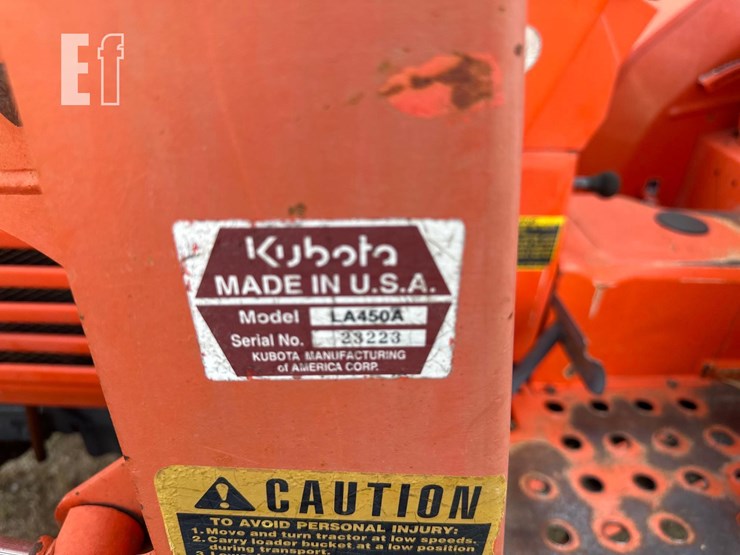 Ef
Kubota
MADE IN U.S.A.
Model LA450A
Serial No. 23223
KUBOTA MANUFACTURING
of AMERICA CORP.
CAUTION
TO AVOID PERSONAL INJURY:
1. Move and turn tractor at low speeds.
2. Carry loader bucket at a low position
during transport.